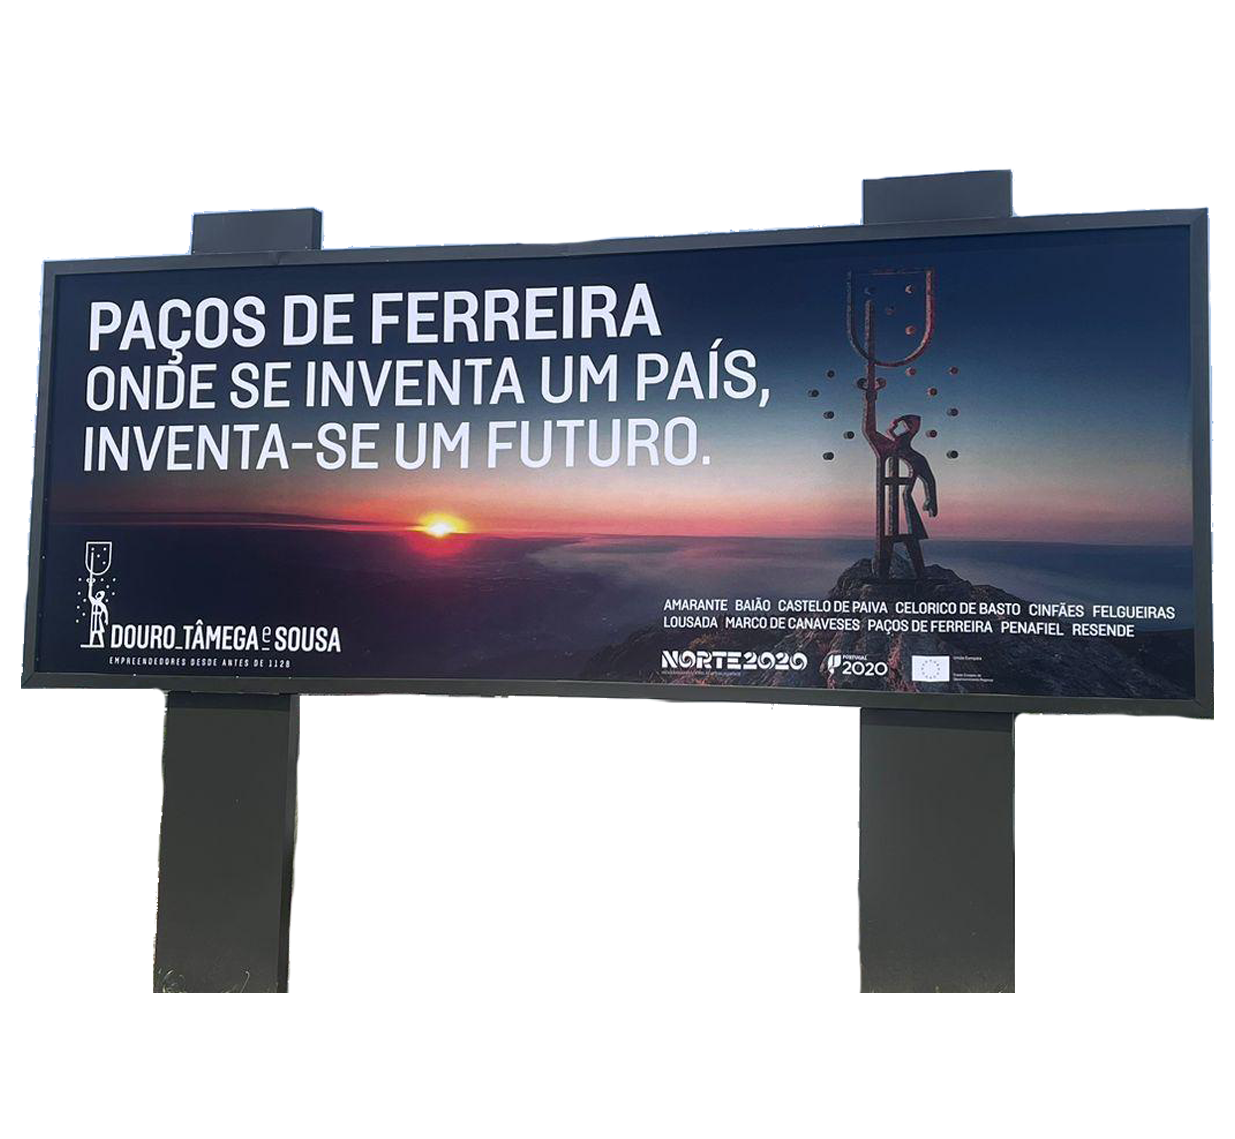 PAÇOS DE FERREIRA
ONDE SE INVENTA UM PAÍS,
INVENTA-SE UM FUTURO.
DOURO_TÂMEGA e SOUSA
EMPREENDEDORES DESDE ANTES DE 1128
AMARANTE BAIÃO CASTELO DE PAIVA CELORICO DE BASTO CINFÃES FELGUEIRAS
LOUSADA MARCO DE CANAVESES PAÇOS DE FERREIRA PENAFIEL RESENDE
NORTE2020
PORTUGAL
2020
União Europeia